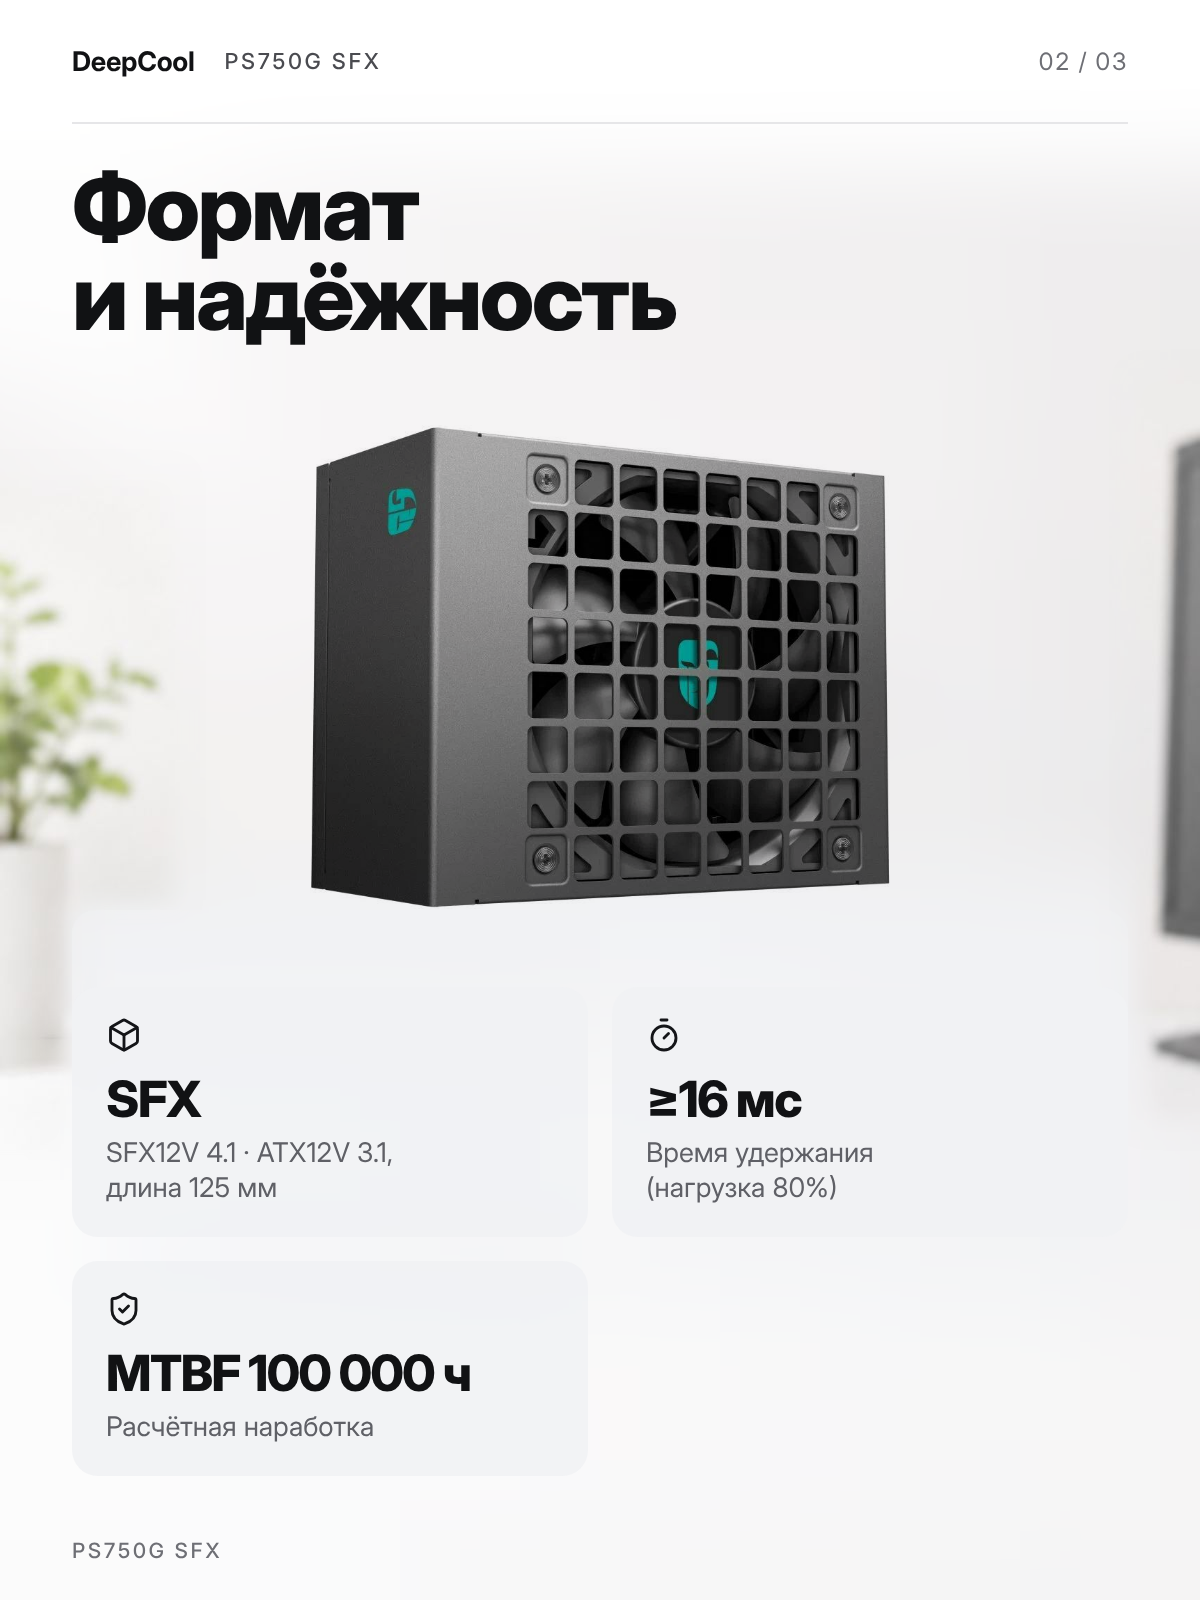 DeepCool PS750G SFX 02 / 03
Формат
и надёжность
SFX
SFX12V 4.1 · ATX12V 3.1,
длина 125 мм
≥16 мс
Время удержания
(нагрузка 80%)
MTBF 100 000 ч
Расчётная наработка
PS750G SFX